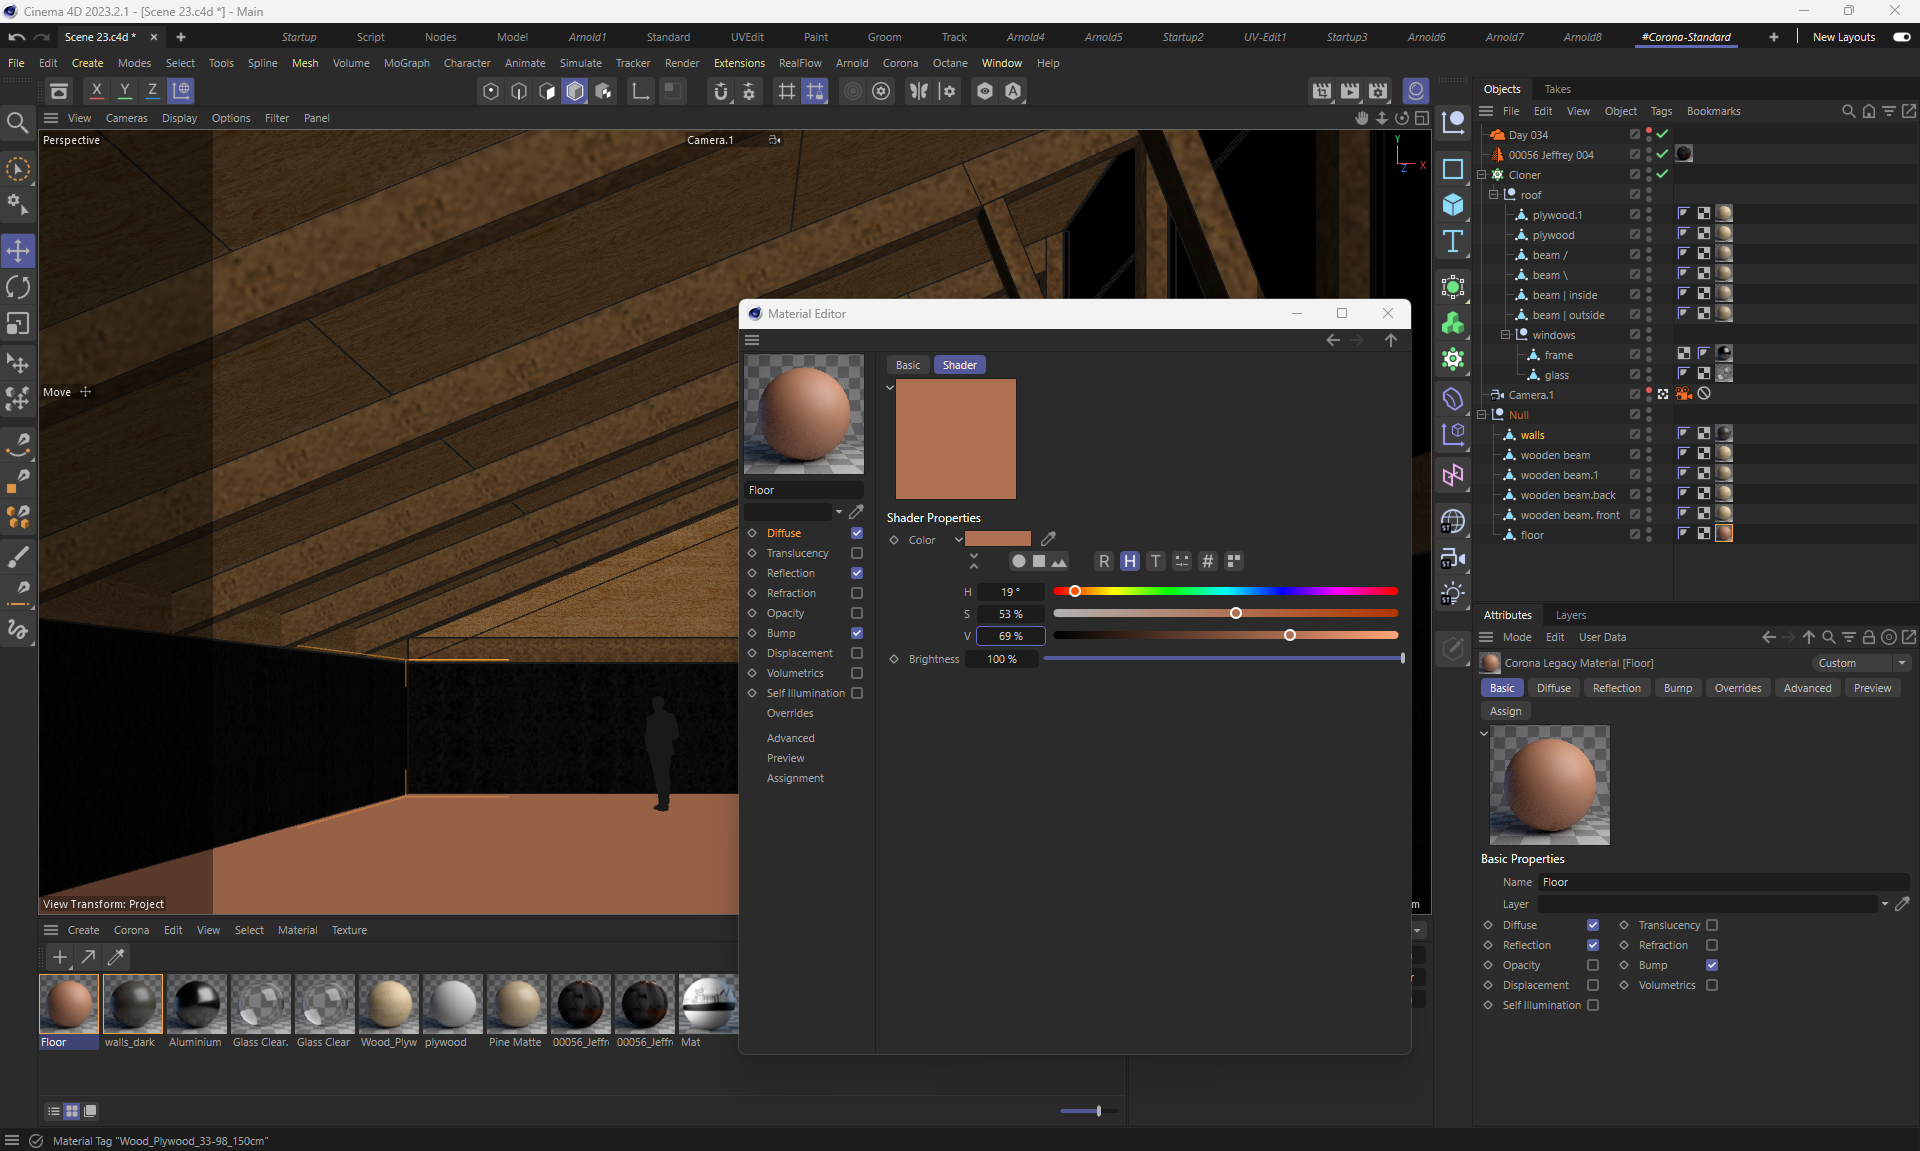 Cinema 4D 2023.2.1 - [Scene 23.c4d *] - Main
Scene 23.c4d *
Startup Script Nodes Model Arnold1 Standard UVEdit Paint Groom Track Arnold4 Arnold5 Startup2 UV-Edit1 Startup3 Arnold6 Arnold7 Arnold8 #Corona-Standard New Layouts
File Edit Create Modes Select Tools Spline Mesh Volume MoGraph Character Animate Simulate Tracker Render Extensions RealFlow Arnold Corona Octane Window Help
X Y Z
View Cameras Display Options Filter Panel
Perspective
Camera.1
Y
X
Z
Move
View Transform: Project
Material Editor
Basic Shader
Floor
Diffuse
Translucency
Reflection
Refraction
Opacity
Bump
Displacement
Volumetrics
Self Illumination
Overrides
Advanced
Preview
Assignment
Shader Properties
Color
R H T #
H 19 °
S 53 %
V 69 %
Brightness 100 %
m
Objects Takes
File Edit View Object Tags Bookmarks
Day 034
00056 Jeffrey 004
Cloner
roof
plywood.1
plywood
beam /
beam \
beam | inside
beam | outside
windows
frame
glass
Camera.1
Null
walls
wooden beam
wooden beam.1
wooden beam.back
wooden beam. front
floor
T
ST
ST
ST
Attributes Layers
Mode Edit User Data
Corona Legacy Material [Floor]
Custom
Basic Diffuse Reflection Bump Overrides Advanced Preview
Assign
Basic Properties
Name Floor
Layer
Diffuse Translucency
Reflection Refraction
Opacity Bump
Displacement Volumetrics
Self Illumination
Create Corona Edit View Select Material Texture
Floor walls_dark Aluminium Glass Clear. Glass Clear Wood_Plyw plywood Pine Matte 00056_Jeffr 00056_Jeffr Mat
Material Tag "Wood_Plywood_33-98_150cm"